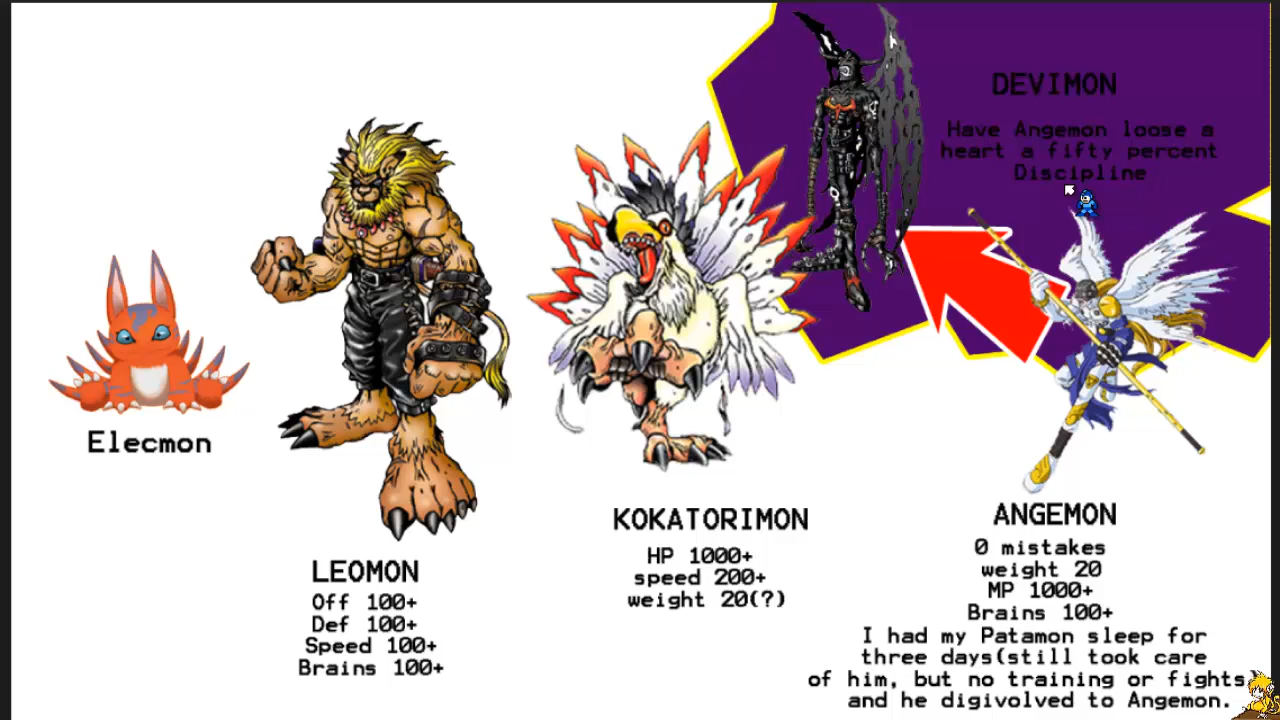 DEVIMON
Have Angemon loose a
heart a fifty percent
Discipline
Elecmon
LEOMON
Off 100+
Def 100+
Speed 100+
Brains 100+
KOKATORIMON
HP 1000+
speed 200+
weight 20(?)
ANGEMON
0 mistakes
weight 20
MP 1000+
Brains 100+
I had my Patamon sleep for
three days(still took care
of him, but no training or fights
and he digivolved to Angemon.